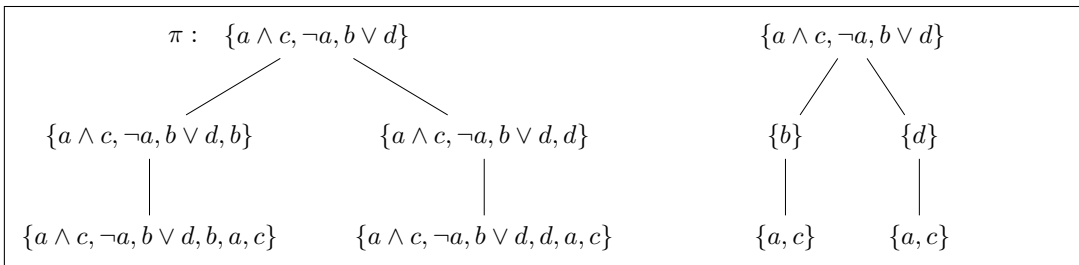 π : {a ∧ c, ¬a, b ∨ d} {a ∧ c, ¬a, b ∨ d}
{a ∧ c, ¬a, b ∨ d, b} {a ∧ c, ¬a, b ∨ d, d} {b} {d}
{a ∧ c, ¬a, b ∨ d, b, a, c} {a ∧ c, ¬a, b ∨ d, d, a, c} {a, c} {a, c}